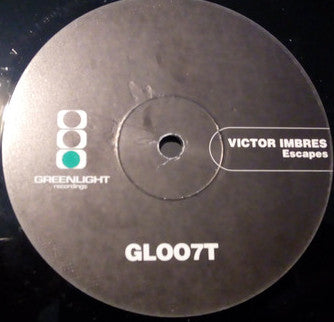 VICTOR IMBRES
Escapes
GREENLIGHT
recordings
GL007T